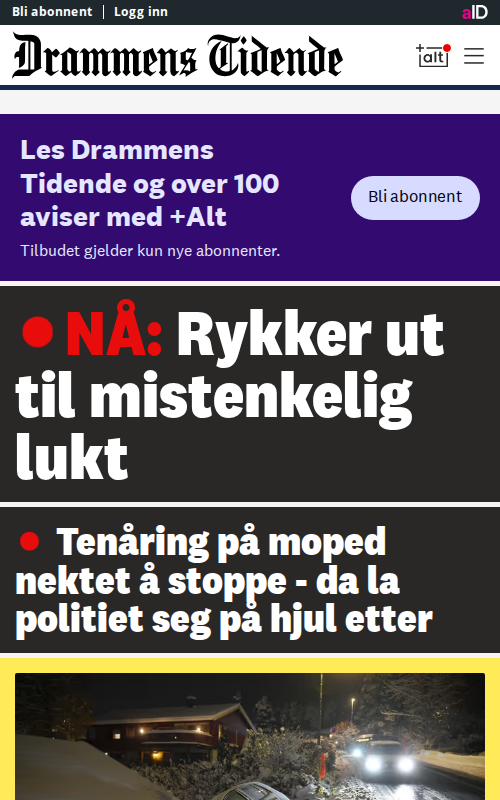 Bli abonnent | Logg inn
aID
Drammens Tidende
+alt
Les Drammens
Tidende og over 100
aviser med +Alt
Bli abonnent
Tilbudet gjelder kun nye abonnenter.
NÅ: Rykker ut
til mistenkelig
lukt
Tenåring på moped
nektet å stoppe - da la
politiet seg på hjul etter